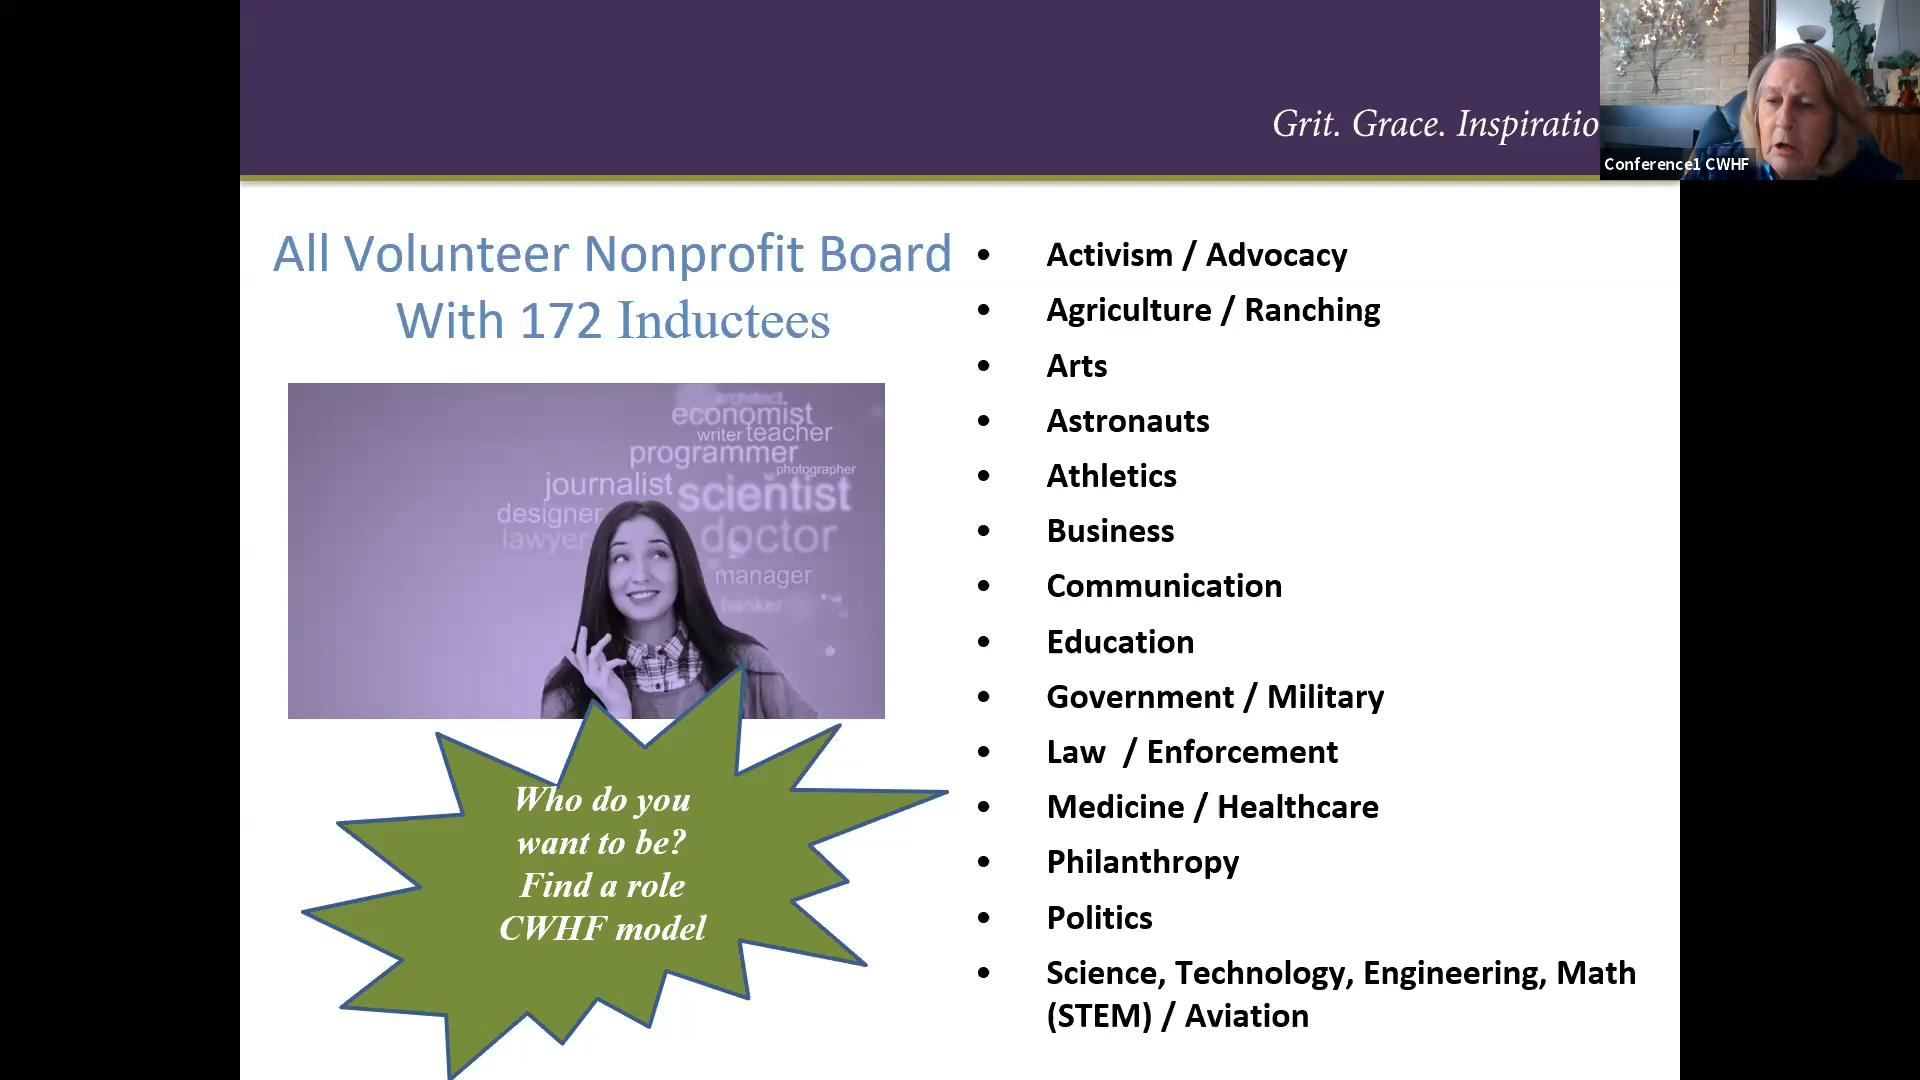 Grit. Grace. Inspiratio
Conference1 CWHF
All Volunteer Nonprofit Board
With 172 Inductees
architect
economist
writer teacher
programmer
photographer
journalist
scientist
designer
lawyer
doctor
manager
banker
Who do you
want to be?
Find a role
CWHF model
• Activism / Advocacy
• Agriculture / Ranching
• Arts
• Astronauts
• Athletics
• Business
• Communication
• Education
• Government / Military
• Law / Enforcement
• Medicine / Healthcare
• Philanthropy
• Politics
• Science, Technology, Engineering, Math
(STEM) / Aviation